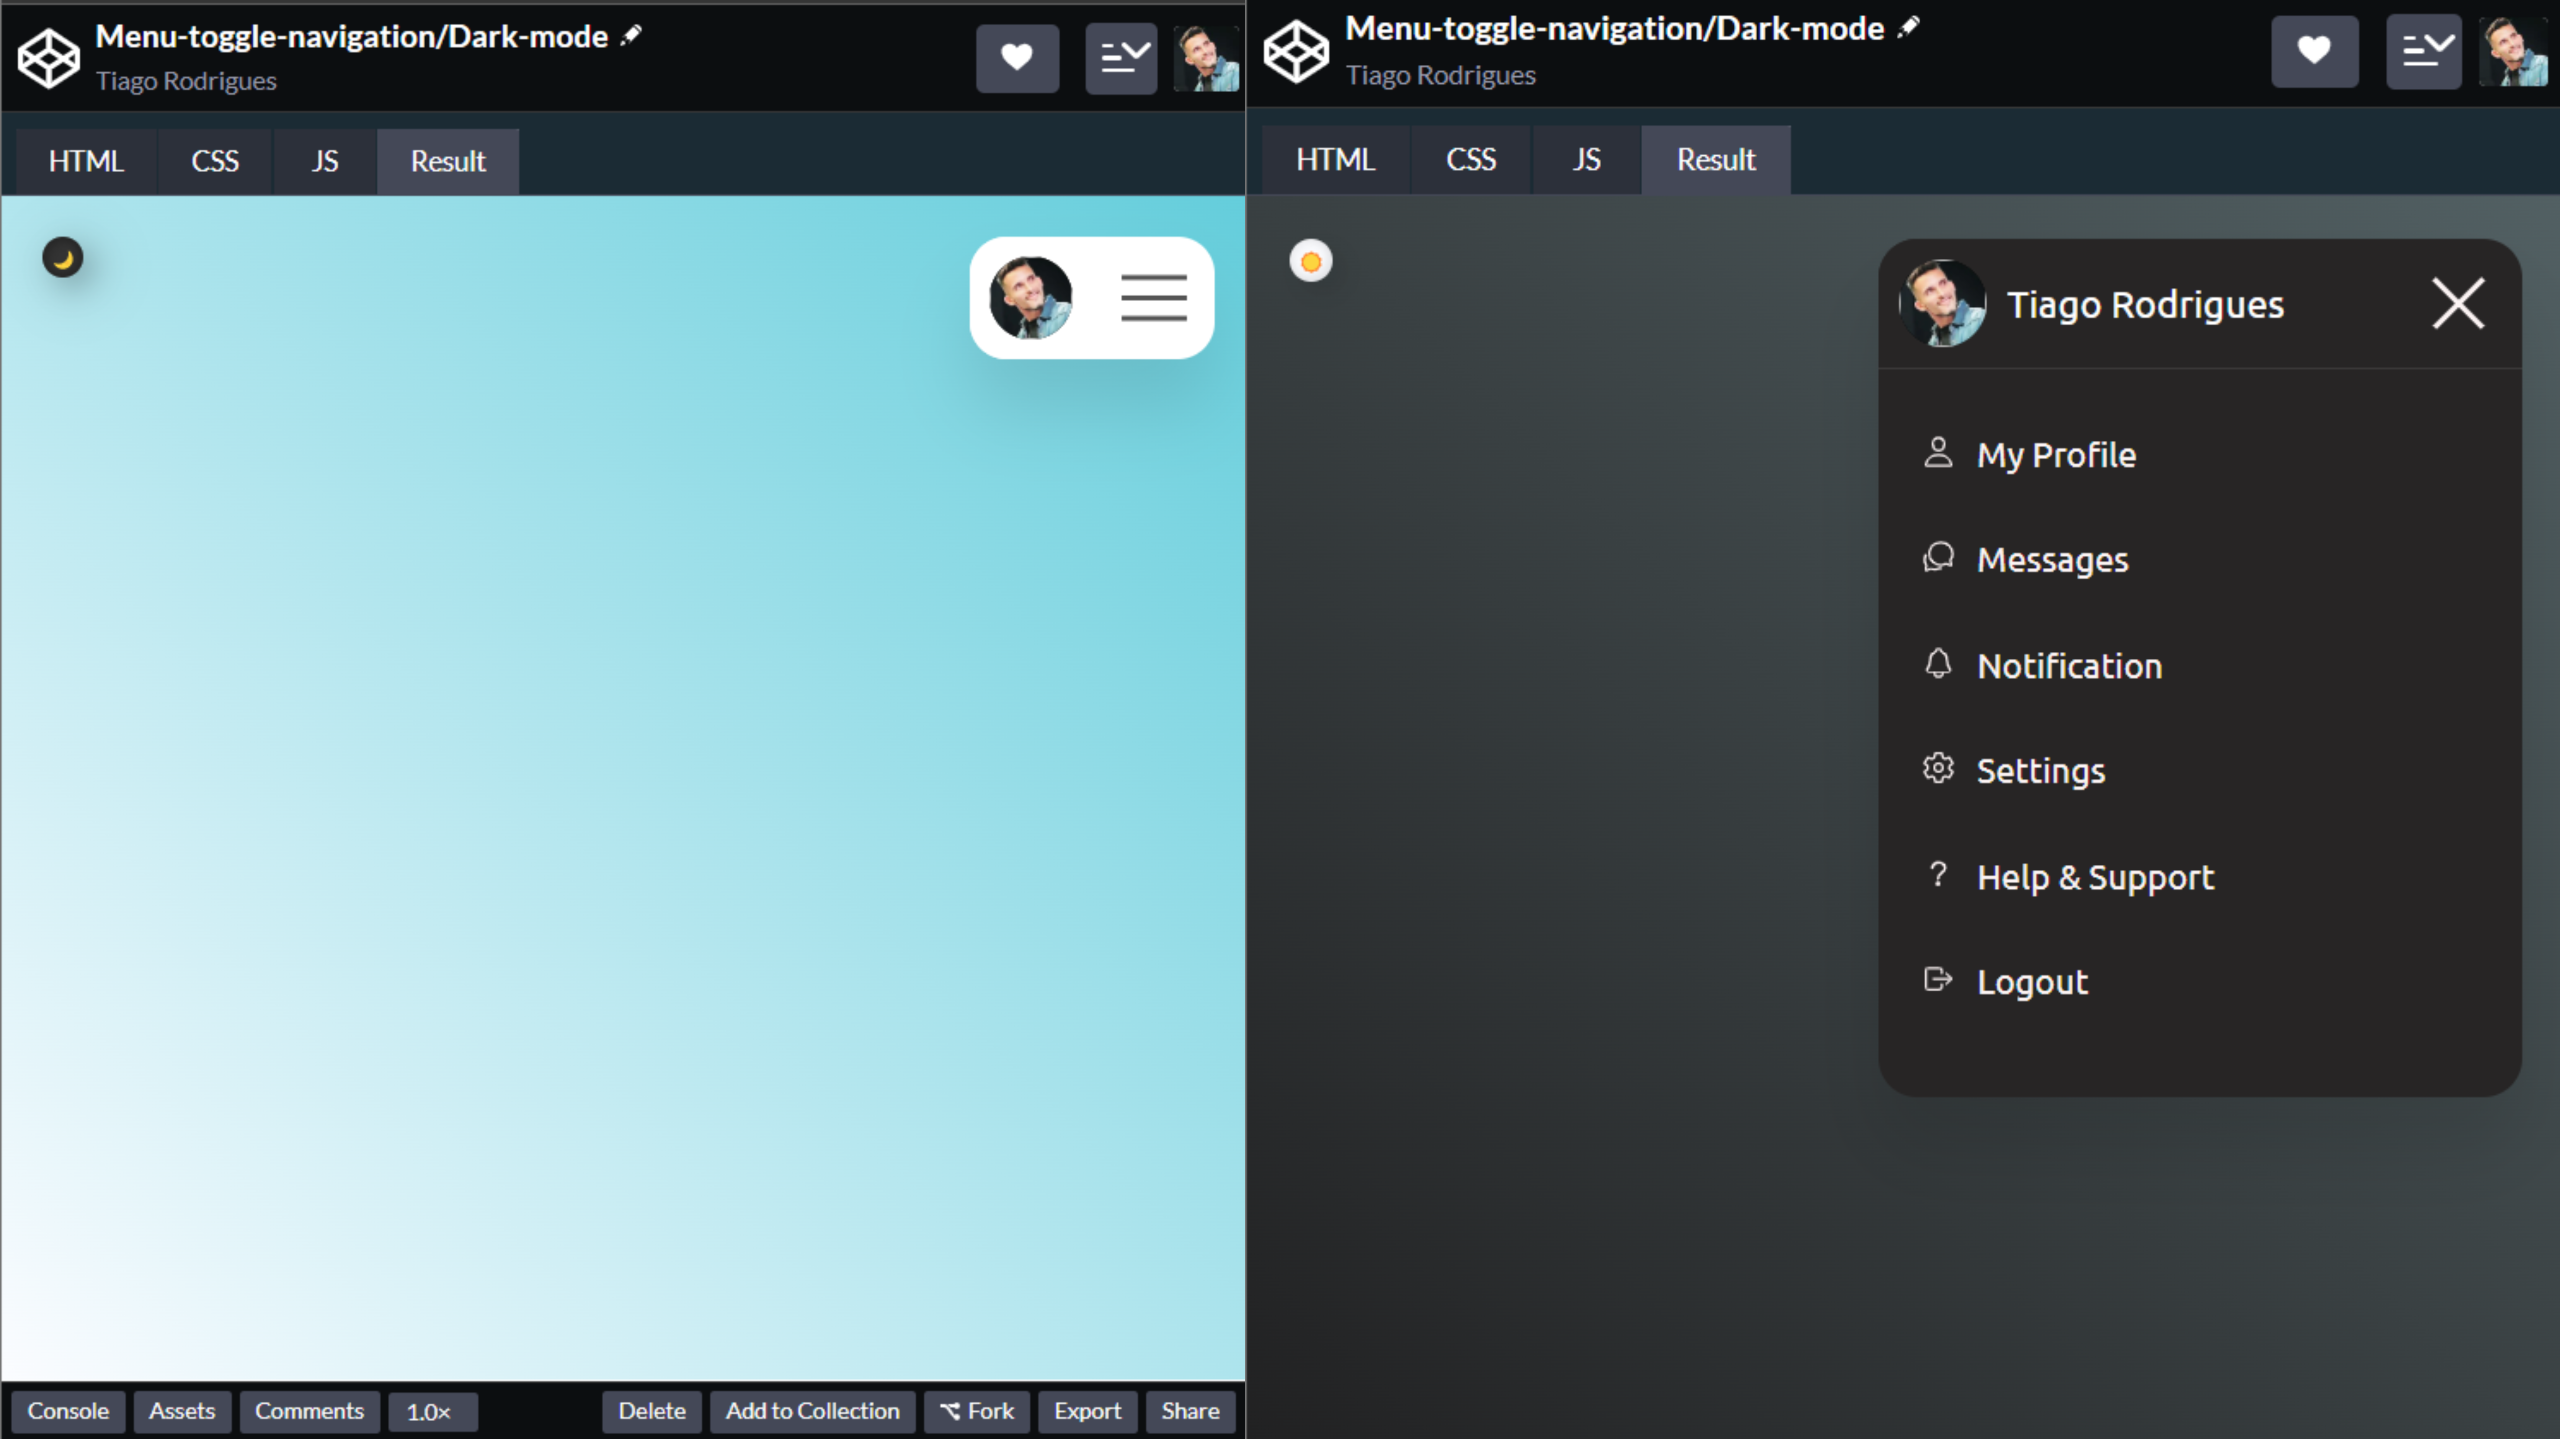 Menu-toggle-navigation/Dark-mode
Tiago Rodrigues
HTML CSS JS Result
Console Assets Comments 1.0× Delete Add to Collection Fork Export Share
Menu-toggle-navigation/Dark-mode
Tiago Rodrigues
HTML CSS JS Result
Tiago Rodrigues
My Profile
Messages
Notification
Settings
? Help & Support
Logout